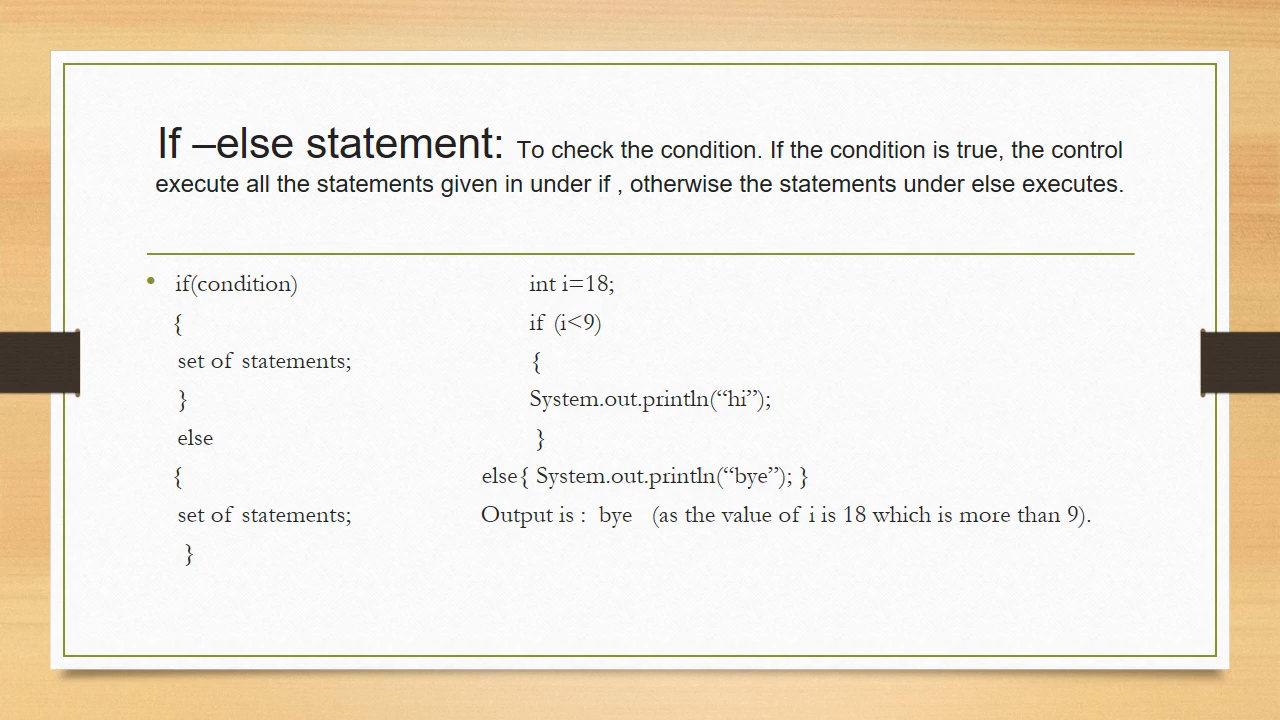 If –else statement: To check the condition. If the condition is true, the control
execute all the statements given in under if , otherwise the statements under else executes.
• if(condition) int i=18;
{ if (i<9)
set of statements; {
} System.out.println(“hi”);
else }
{ else{ System.out.println(“bye”); }
set of statements; Output is : bye (as the value of i is 18 which is more than 9).
}